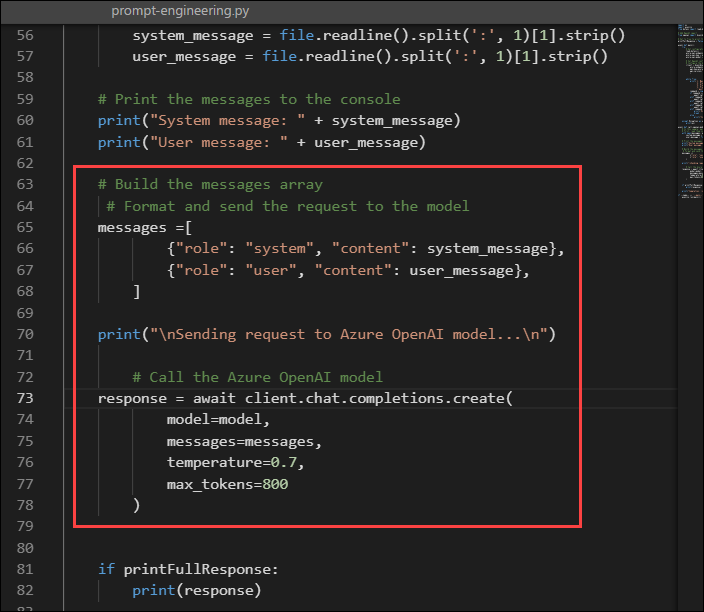 prompt-engineering.py
56 system_message = file.readline().split(':', 1)[1].strip()
57 user_message = file.readline().split(':', 1)[1].strip()
58
59 # Print the messages to the console
60 print("System message: " + system_message)
61 print("User message: " + user_message)
62
63 # Build the messages array
64 # Format and send the request to the model
65 messages =[
66 {"role": "system", "content": system_message},
67 {"role": "user", "content": user_message},
68 ]
69
70 print("\nSending request to Azure OpenAI model...\n")
71
72 # Call the Azure OpenAI model
73 response = await client.chat.completions.create(
74 model=model,
75 messages=messages,
76 temperature=0.7,
77 max_tokens=800
78 )
79
80
81 if printFullResponse:
82 print(response)